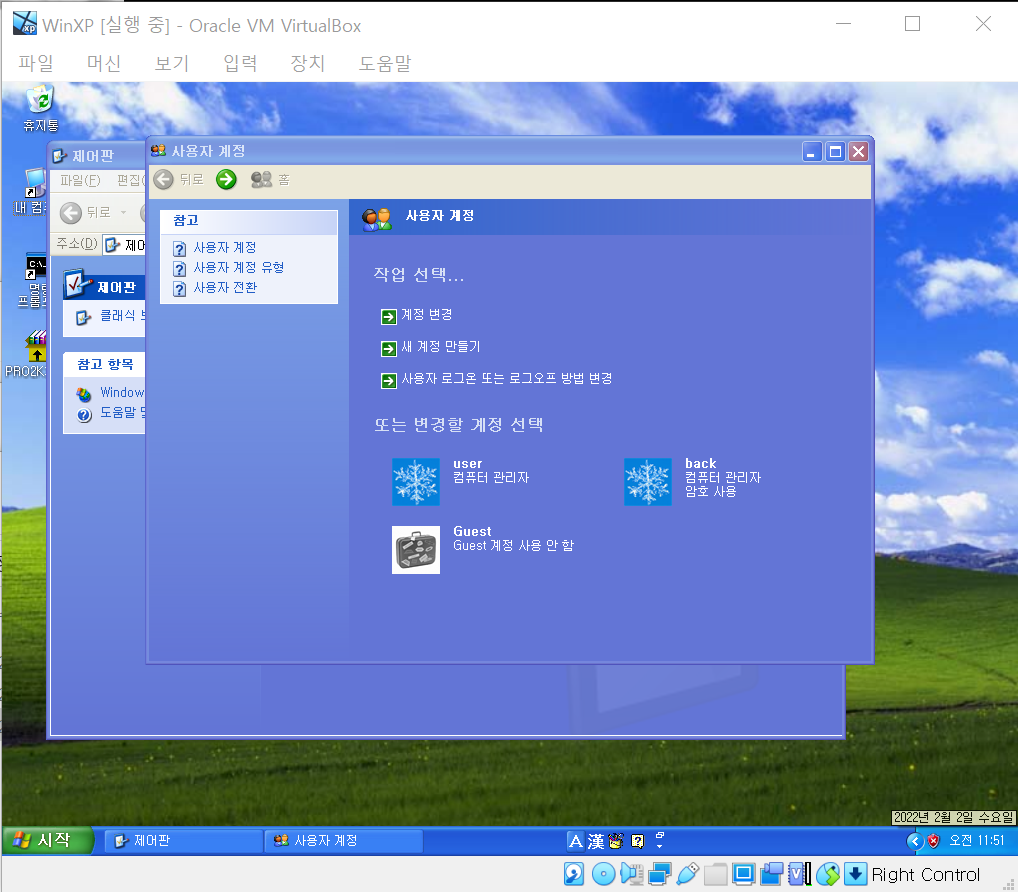 WinXP [실행 중] - Oracle VM VirtualBox
파일 머신 보기 입력 장치 도움말
휴지통
제어판
사용자 계정
파일(F) 편집(
뒤로
홈
내 컴
뒤로
주소(D) 제어
C:\
프롬
제어판
클래식
PRO2K
참고 항목
Window
도움말 및
참고
사용자 계정
사용자 계정 유형
사용자 전환
사용자 계정
작업 선택...
계정 변경
새 계정 만들기
사용자 로그온 또는 로그오프 방법 변경
또는 변경할 계정 선택
user
컴퓨터 관리자
back
컴퓨터 관리자
암호 사용
Guest
Guest 계정 사용 안 함
2022년 2월 2일 수요일
시작
제어판
사용자 계정
A 漢
오전 11:51
Right Control